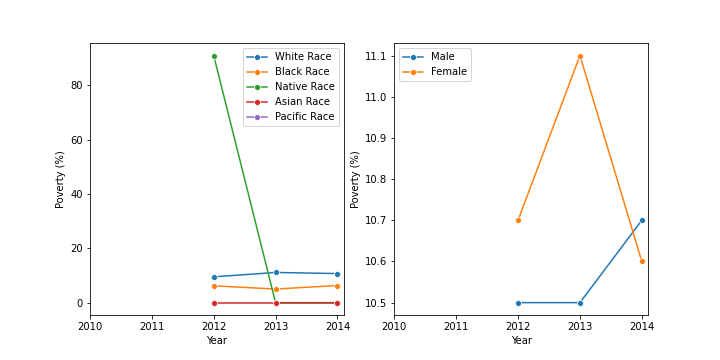 White Race
Black Race
Native Race
Asian Race
Pacific Race
80
60
40
20
0
Poverty (%)
2010 2011 2012 2013 2014
Year
Male
Female
11.1
11.0
10.9
10.8
10.7
10.6
10.5
Poverty (%)
2010 2011 2012 2013 2014
Year